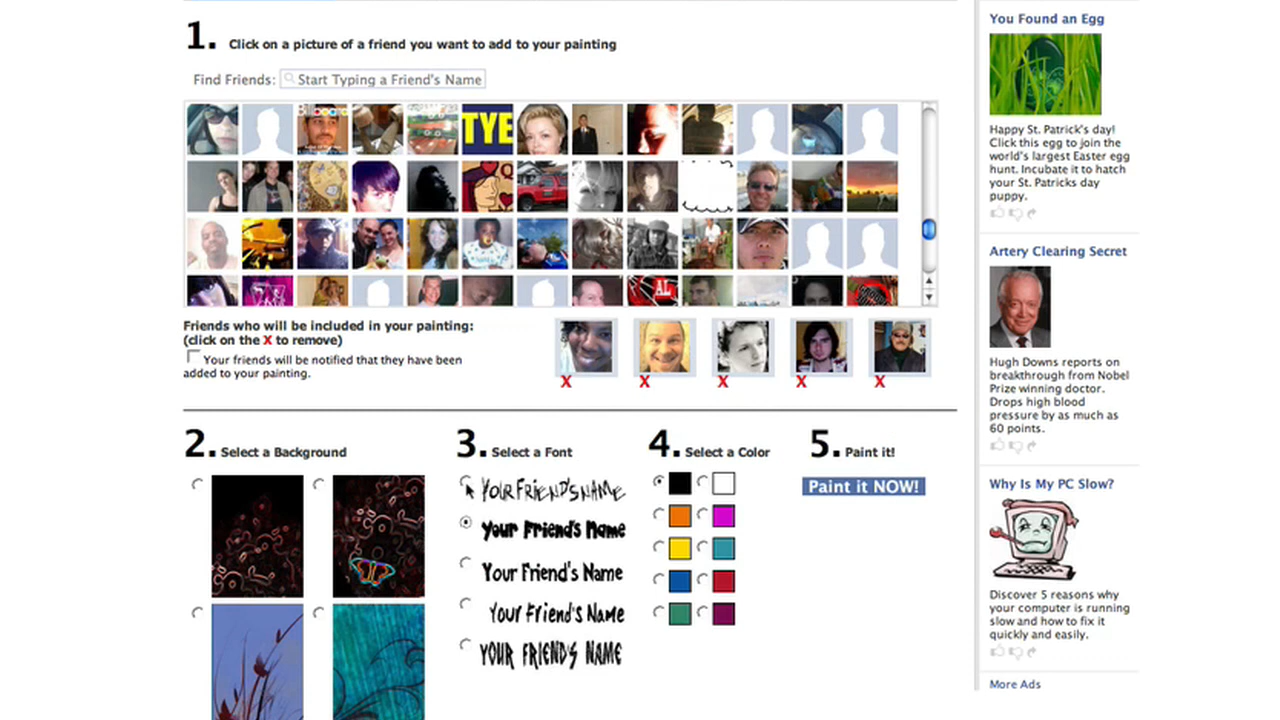 1. Click on a picture of a friend you want to add to your painting
Find Friends: Start Typing a Friend's Name
TYE
Q
AL
Friends who will be included in your painting:
(click on the X to remove)
Your friends will be notified that they have been
added to your painting.
X X X X X
2. Select a Background
3. Select a Font
YOUR FRIEND'S NAME
Your Friend's Name
Your Friend's Name
Your Friend's Name
YOUR FRIEND'S NAME
4. Select a Color
5. Paint it!
Paint it NOW!
You Found an Egg
Happy St. Patrick's day!
Click this egg to join the
world's largest Easter egg
hunt. Incubate it to hatch
your St. Patricks day
puppy.
Artery Clearing Secret
Hugh Downs reports on
breakthrough from Nobel
Prize winning doctor.
Drops high blood
pressure by as much as
60 points.
Why Is My PC Slow?
Discover 5 reasons why
your computer is running
slow and how to fix it
quickly and easily.
More Ads